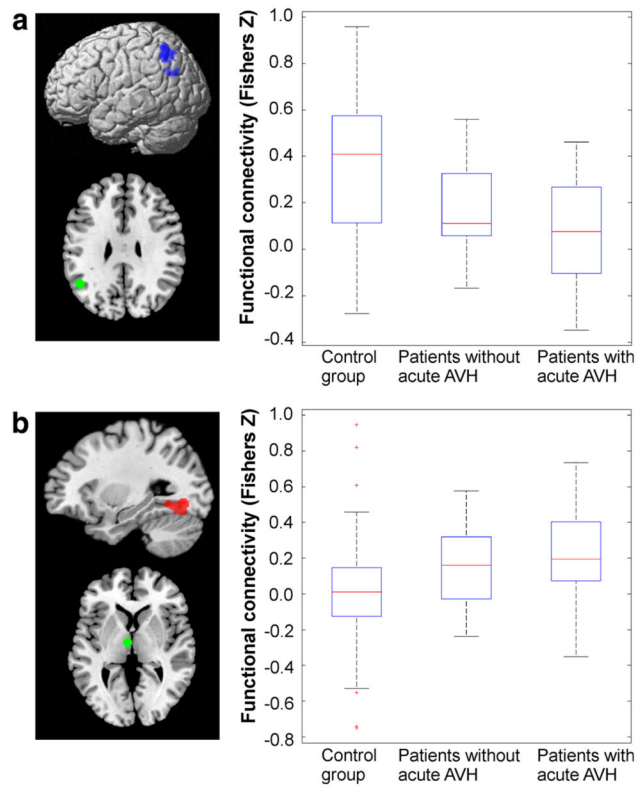 a
Functional connectivity (Fishers Z)
1.0
0.8
0.6
0.4
0.2
0.0
-0.2
-0.4
Control group
Patients without acute AVH
Patients with acute AVH
b
Functional connectivity (Fishers Z)
1.0
0.8
0.6
0.4
0.2
0.0
-0.2
-0.4
-0.6
-0.8
Control group
Patients without acute AVH
Patients with acute AVH